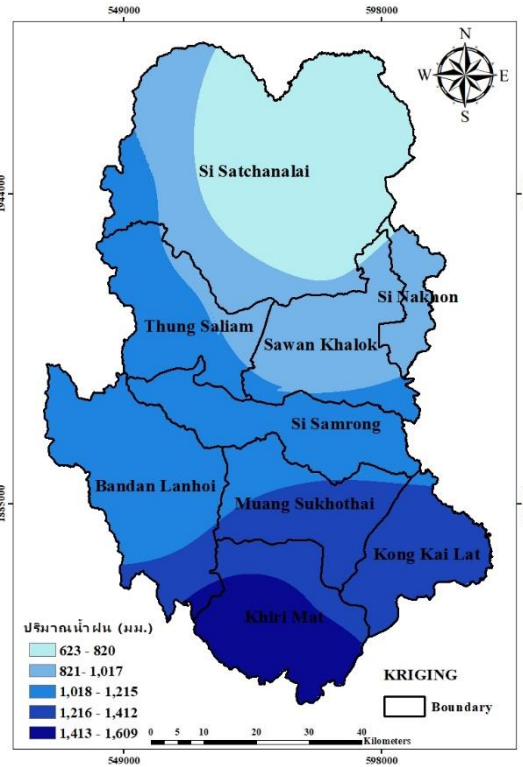 549000 598000
N
W E
S
Si Satchanalai
1944000
Si Nakhon
Thung Saliam
Sawan Khalok
Si Samrong
Bandan Lanhoi
Muang Sukhothai
Kong Kai Lat
Khiri Mat
ปริมาณน้ำฝน (มม.)
623 - 820
821- 1,017
1,018 - 1,215
1,216 - 1,412
1,413 - 1,609
KRIGING
Boundary
0 5 10 20 30 40
Kilometers
549000 598000